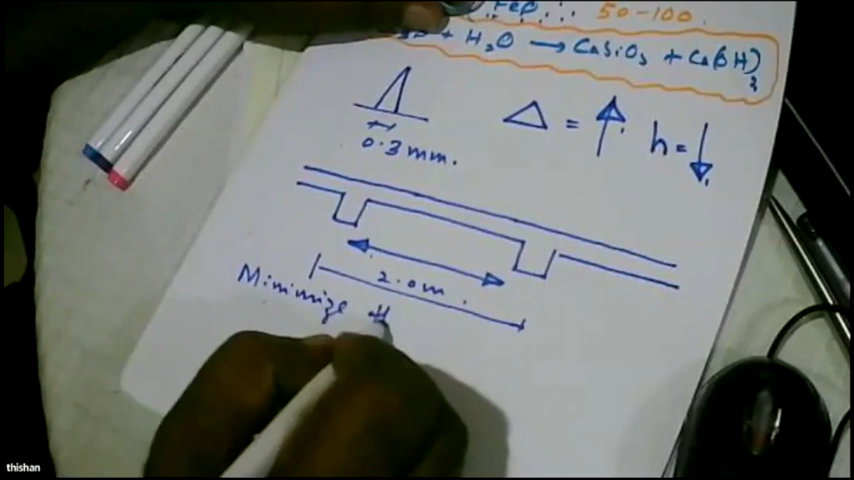 50-100.
+ H2O → CaSiO3 + Ca(OH)2
0.3mm.
Δ = ↑ h = ↓
2.0m.
Minimize
thishan